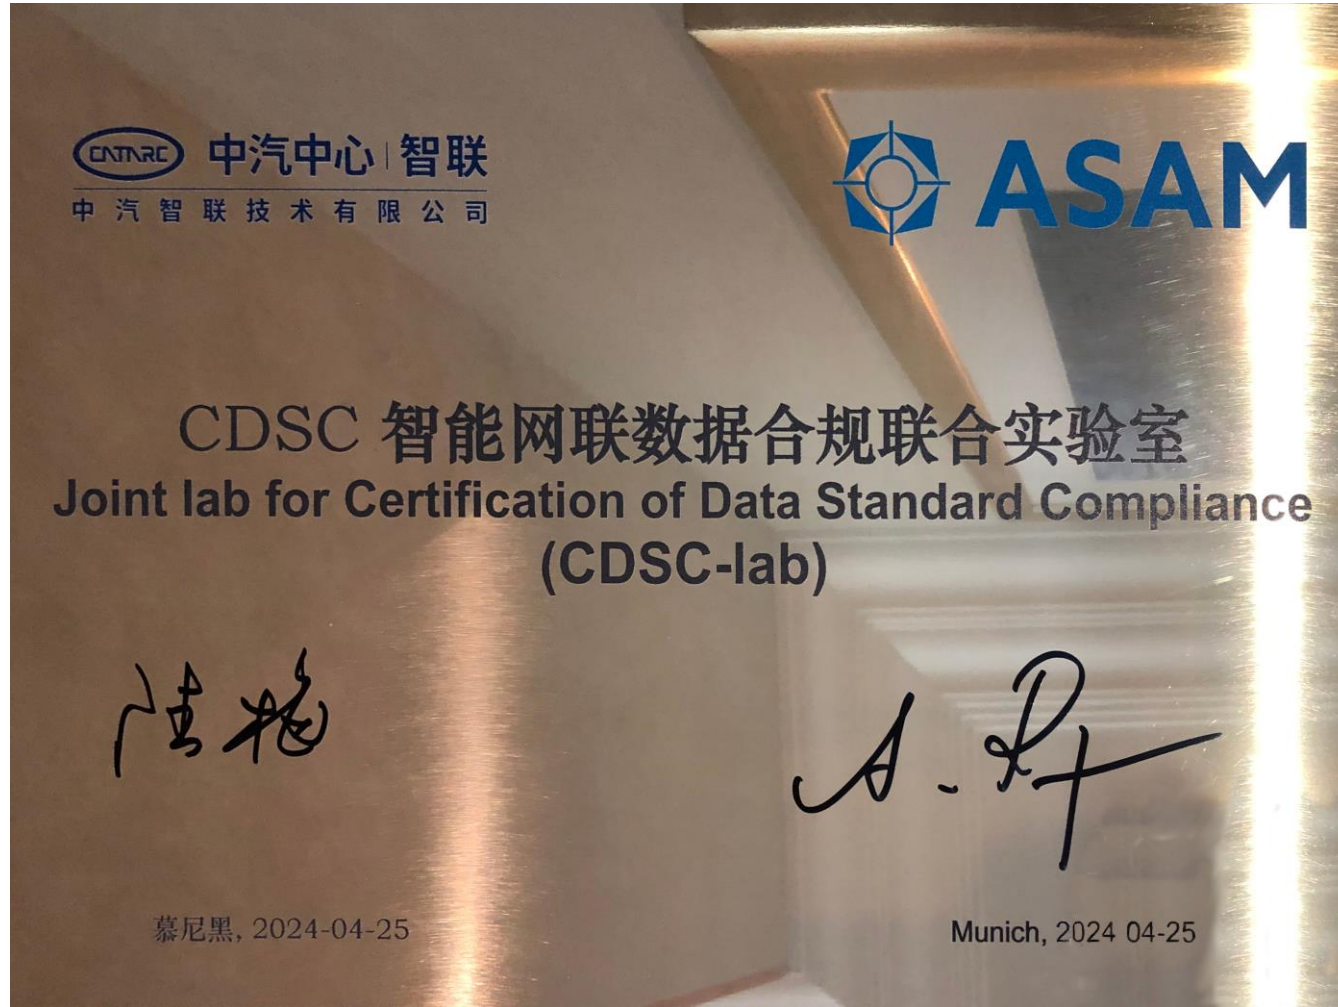 CATARC 中汽中心 | 智联
中汽智联技术有限公司
ASAM
CDSC 智能网联数据合规联合实验室
Joint lab for Certification of Data Standard Compliance
(CDSC-lab)
陆梅
慕尼黑, 2024-04-25
Munich, 2024 04-25